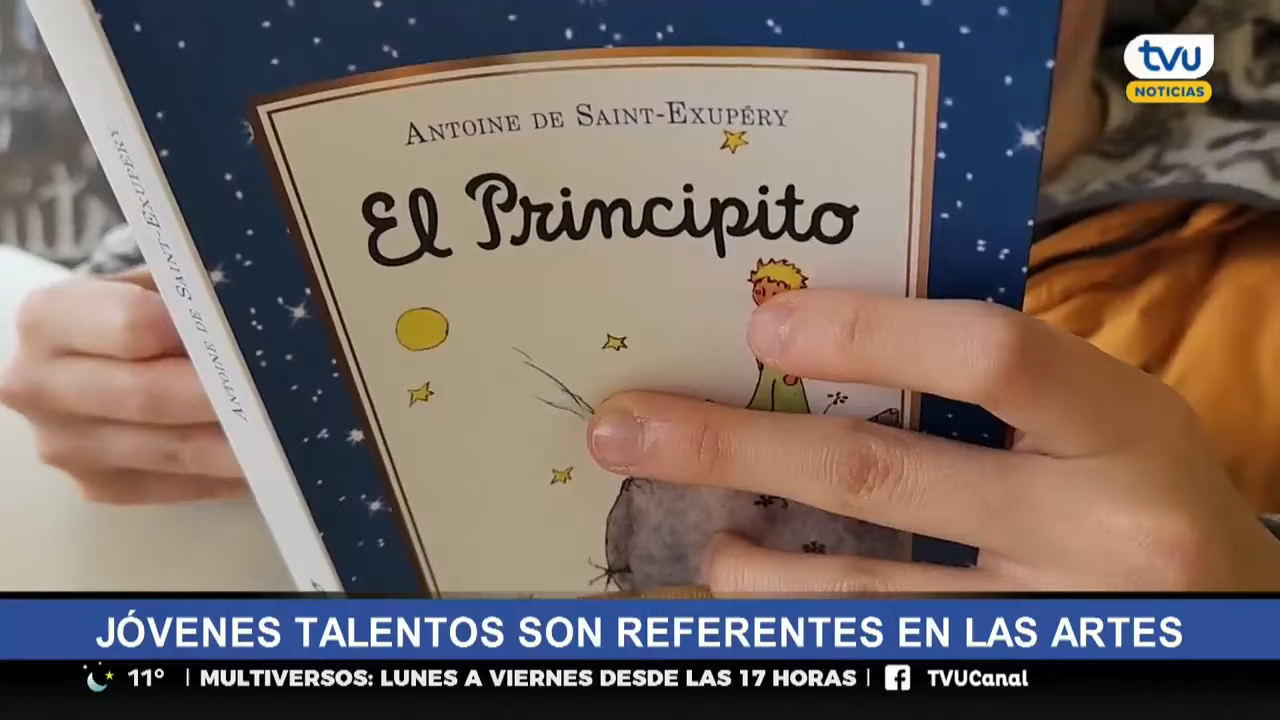 tvu
NOTICIAS
ANTOINE DE SAINT-EXUPÉRY
El Principito
ANTOINE DE SAINT-EXUPÉRY
JÓVENES TALENTOS SON REFERENTES EN LAS ARTES
11° | MULTIVERSOS: LUNES A VIERNES DESDE LAS 17 HORAS | TVUCanal